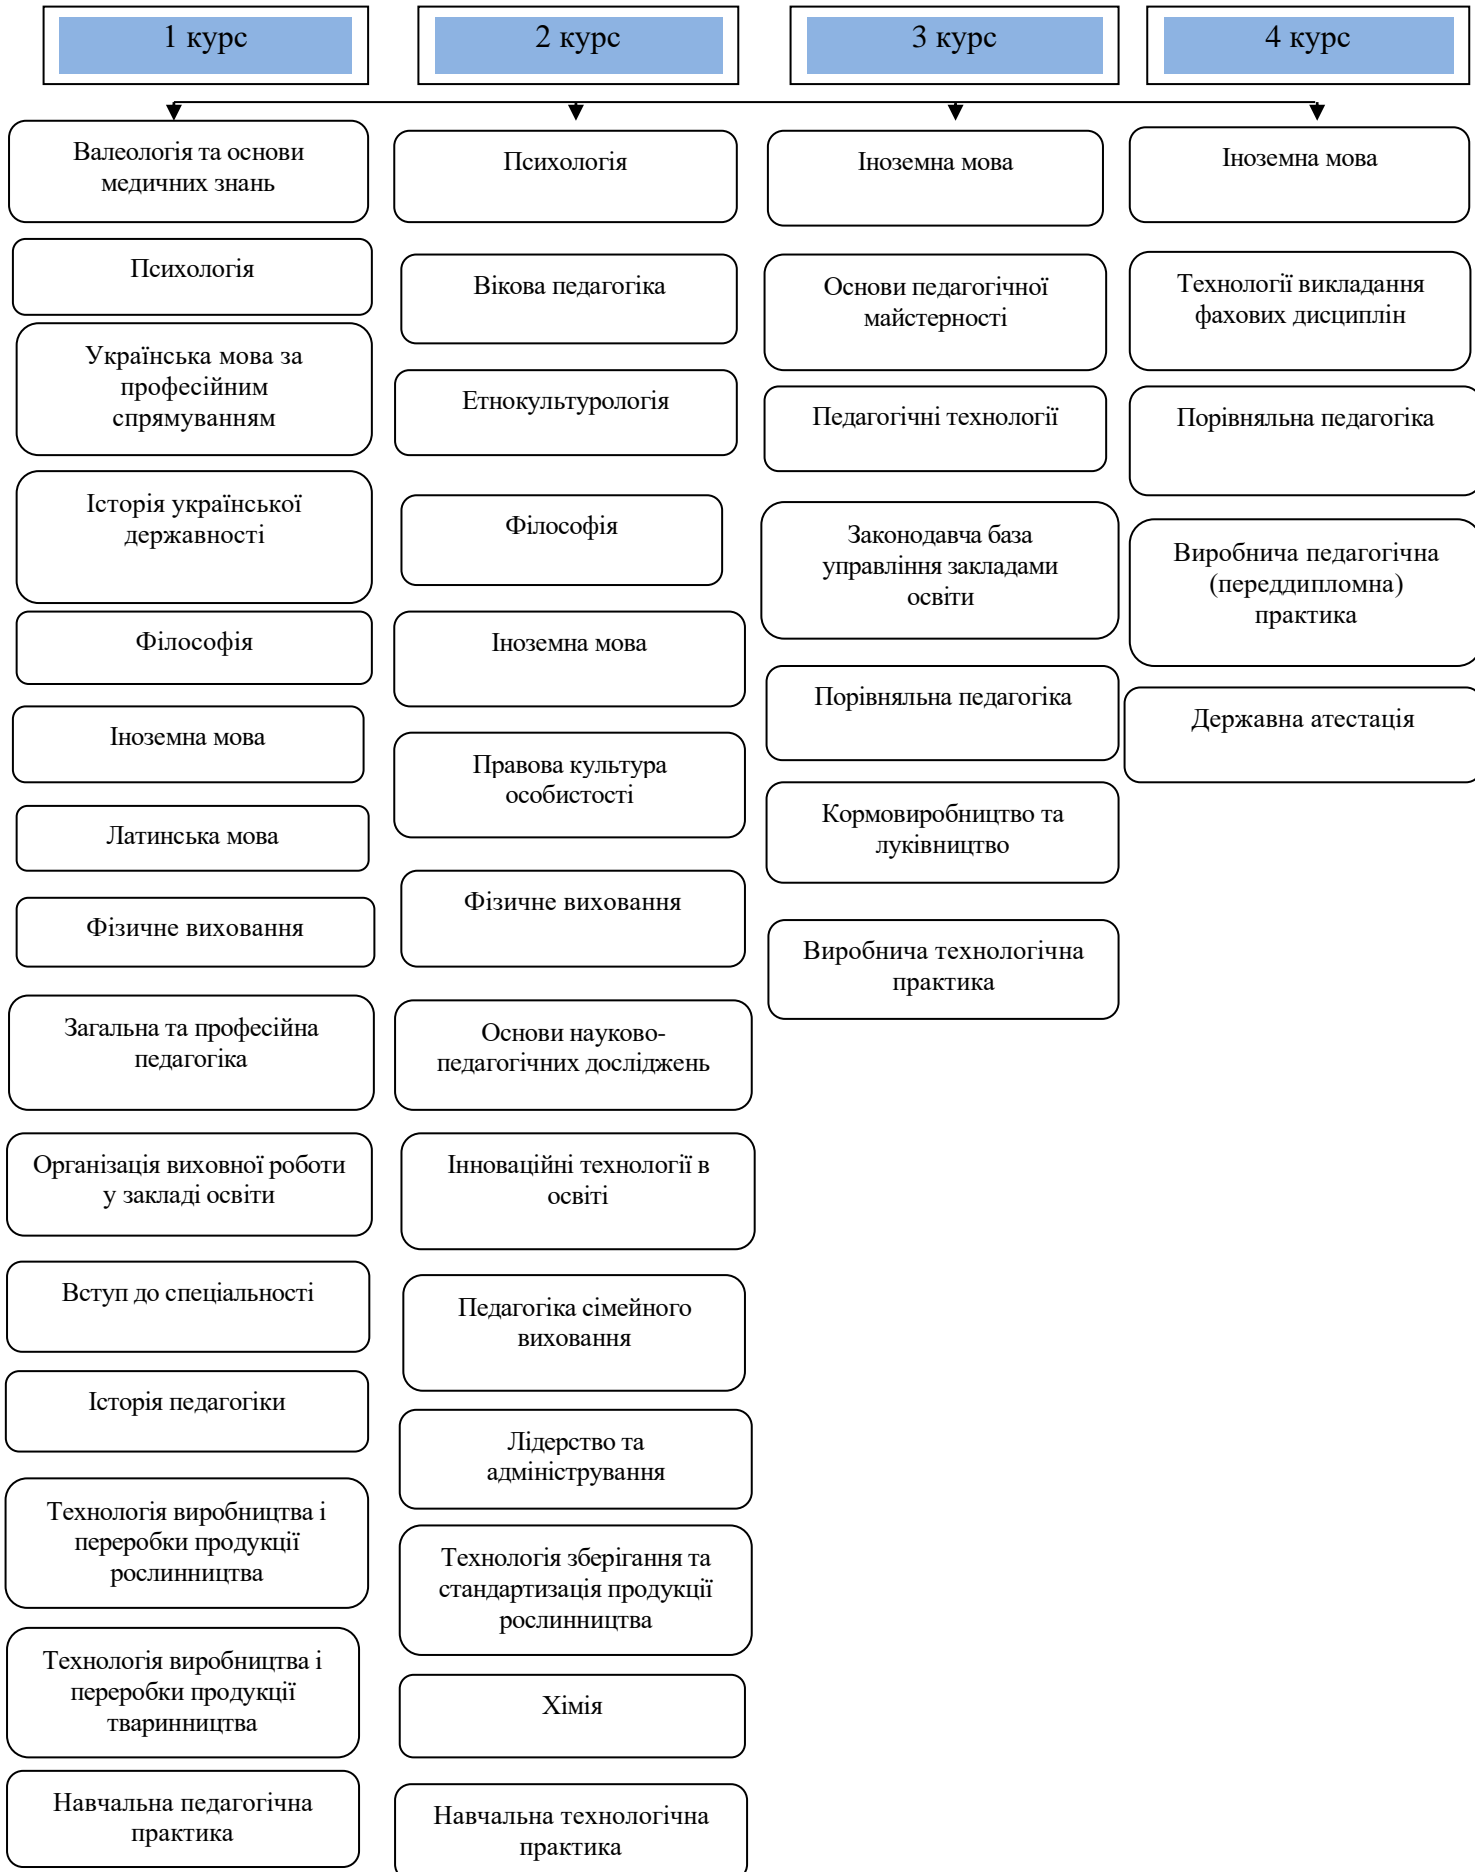 1 курс
2 курс
3 курс
4 курс
Валеологія та основи
медичних знань
Психологія
Українська мова за
професійним
спрямуванням
Історія української
державності
Філософія
Іноземна мова
Латинська мова
Фізичне виховання
Загальна та професійна
педагогіка
Організація виховної роботи
у закладі освіти
Вступ до спеціальності
Історія педагогіки
Технологія виробництва і
переробки продукції
рослинництва
Технологія виробництва і
переробки продукції
тваринництва
Навчальна педагогічна
практика
Психологія
Вікова педагогіка
Етнокультурологія
Філософія
Іноземна мова
Правова культура
особистості
Фізичне виховання
Основи науково-
педагогічних досліджень
Інноваційні технології в
освіті
Педагогіка сімейного
виховання
Лідерство та
адміністрування
Технологія зберігання та
стандартизація продукції
рослинництва
Хімія
Навчальна технологічна
практика
Іноземна мова
Основи педагогічної
майстерності
Педагогічні технології
Законодавча база
управління закладами
освіти
Порівняльна педагогіка
Кормовиробництво та
луківництво
Виробнича технологічна
практика
Іноземна мова
Технології викладання
фахових дисциплін
Порівняльна педагогіка
Виробнича педагогічна
(переддипломна)
практика
Державна атестація